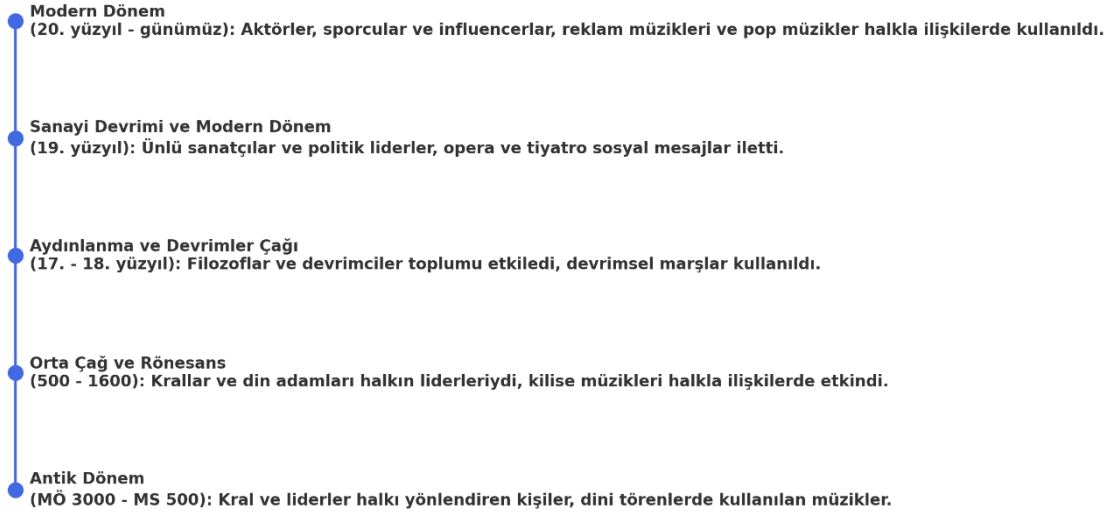 Modern Dönem
(20. yüzyıl - günümüz): Aktörler, sporcular ve influencerlar, reklam müzikleri ve pop müzikler halkla ilişkilerde kullanıldı.
Sanayi Devrimi ve Modern Dönem
(19. yüzyıl): Ünlü sanatçılar ve politik liderler, opera ve tiyatro sosyal mesajlar iletti.
Aydınlanma ve Devrimler Çağı
(17. - 18. yüzyıl): Filozoflar ve devrimciler toplumu etkiledi, devrimsel marşlar kullanıldı.
Orta Çağ ve Rönesans
(500 - 1600): Krallar ve din adamları halkın liderleriydi, kilise müzikleri halkla ilişkilerde etkindi.
Antik Dönem
(MÖ 3000 - MS 500): Kral ve liderler halkı yönlendiren kişiler, dini törenlerde kullanılan müzikler.